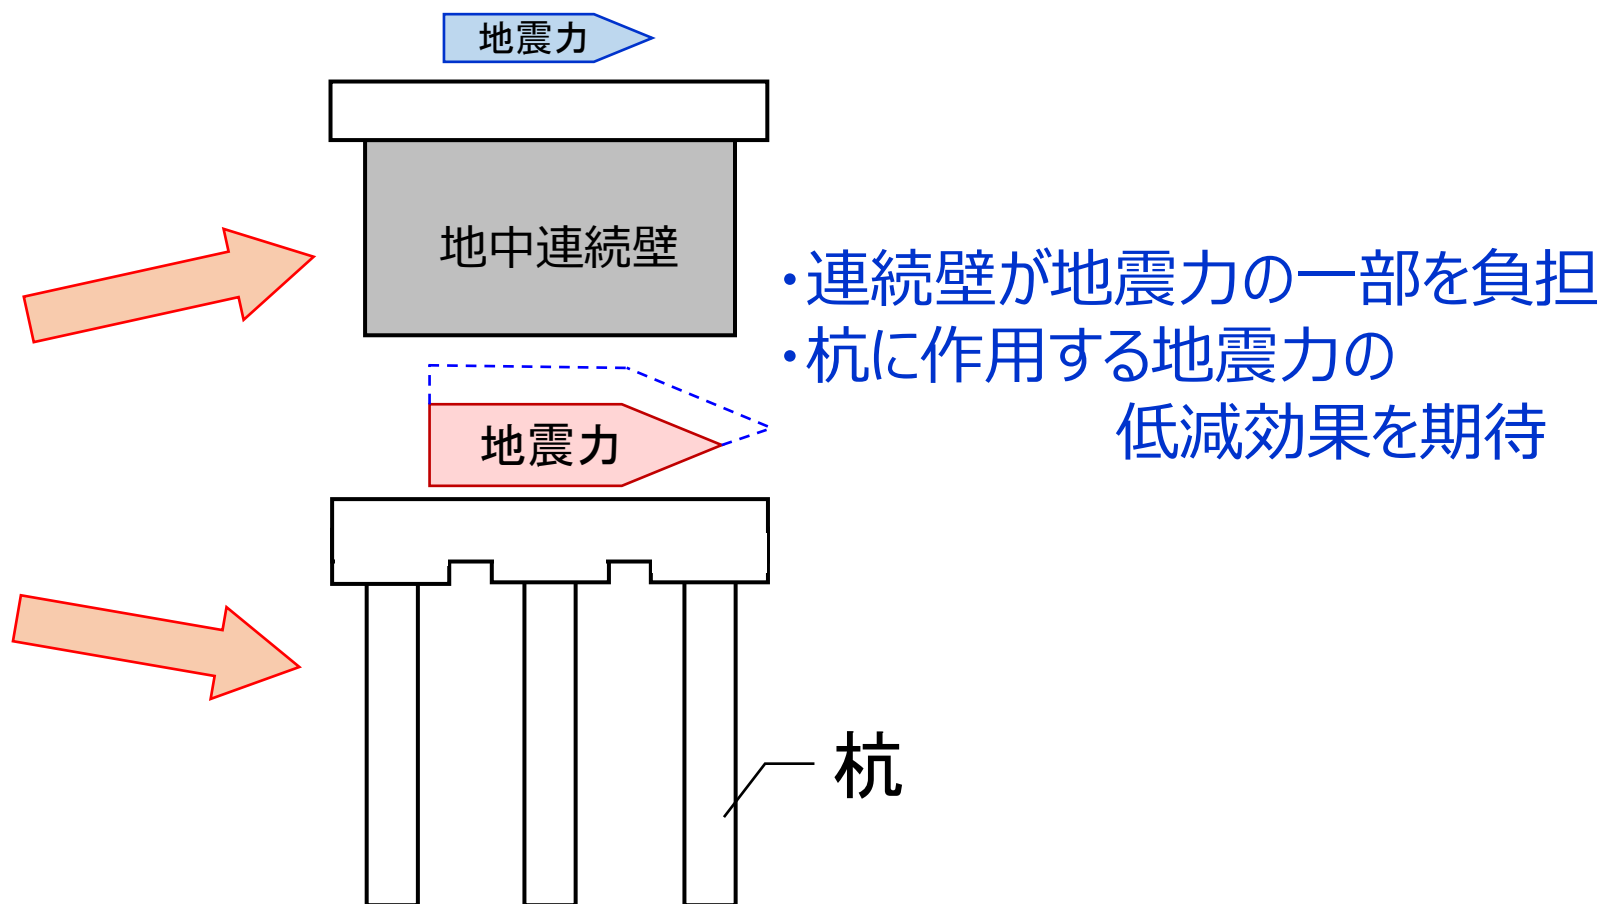 地震力
地中連続壁
・連続壁が地震力の一部を負担
・杭に作用する地震力の
低減効果を期待
地震力
杭